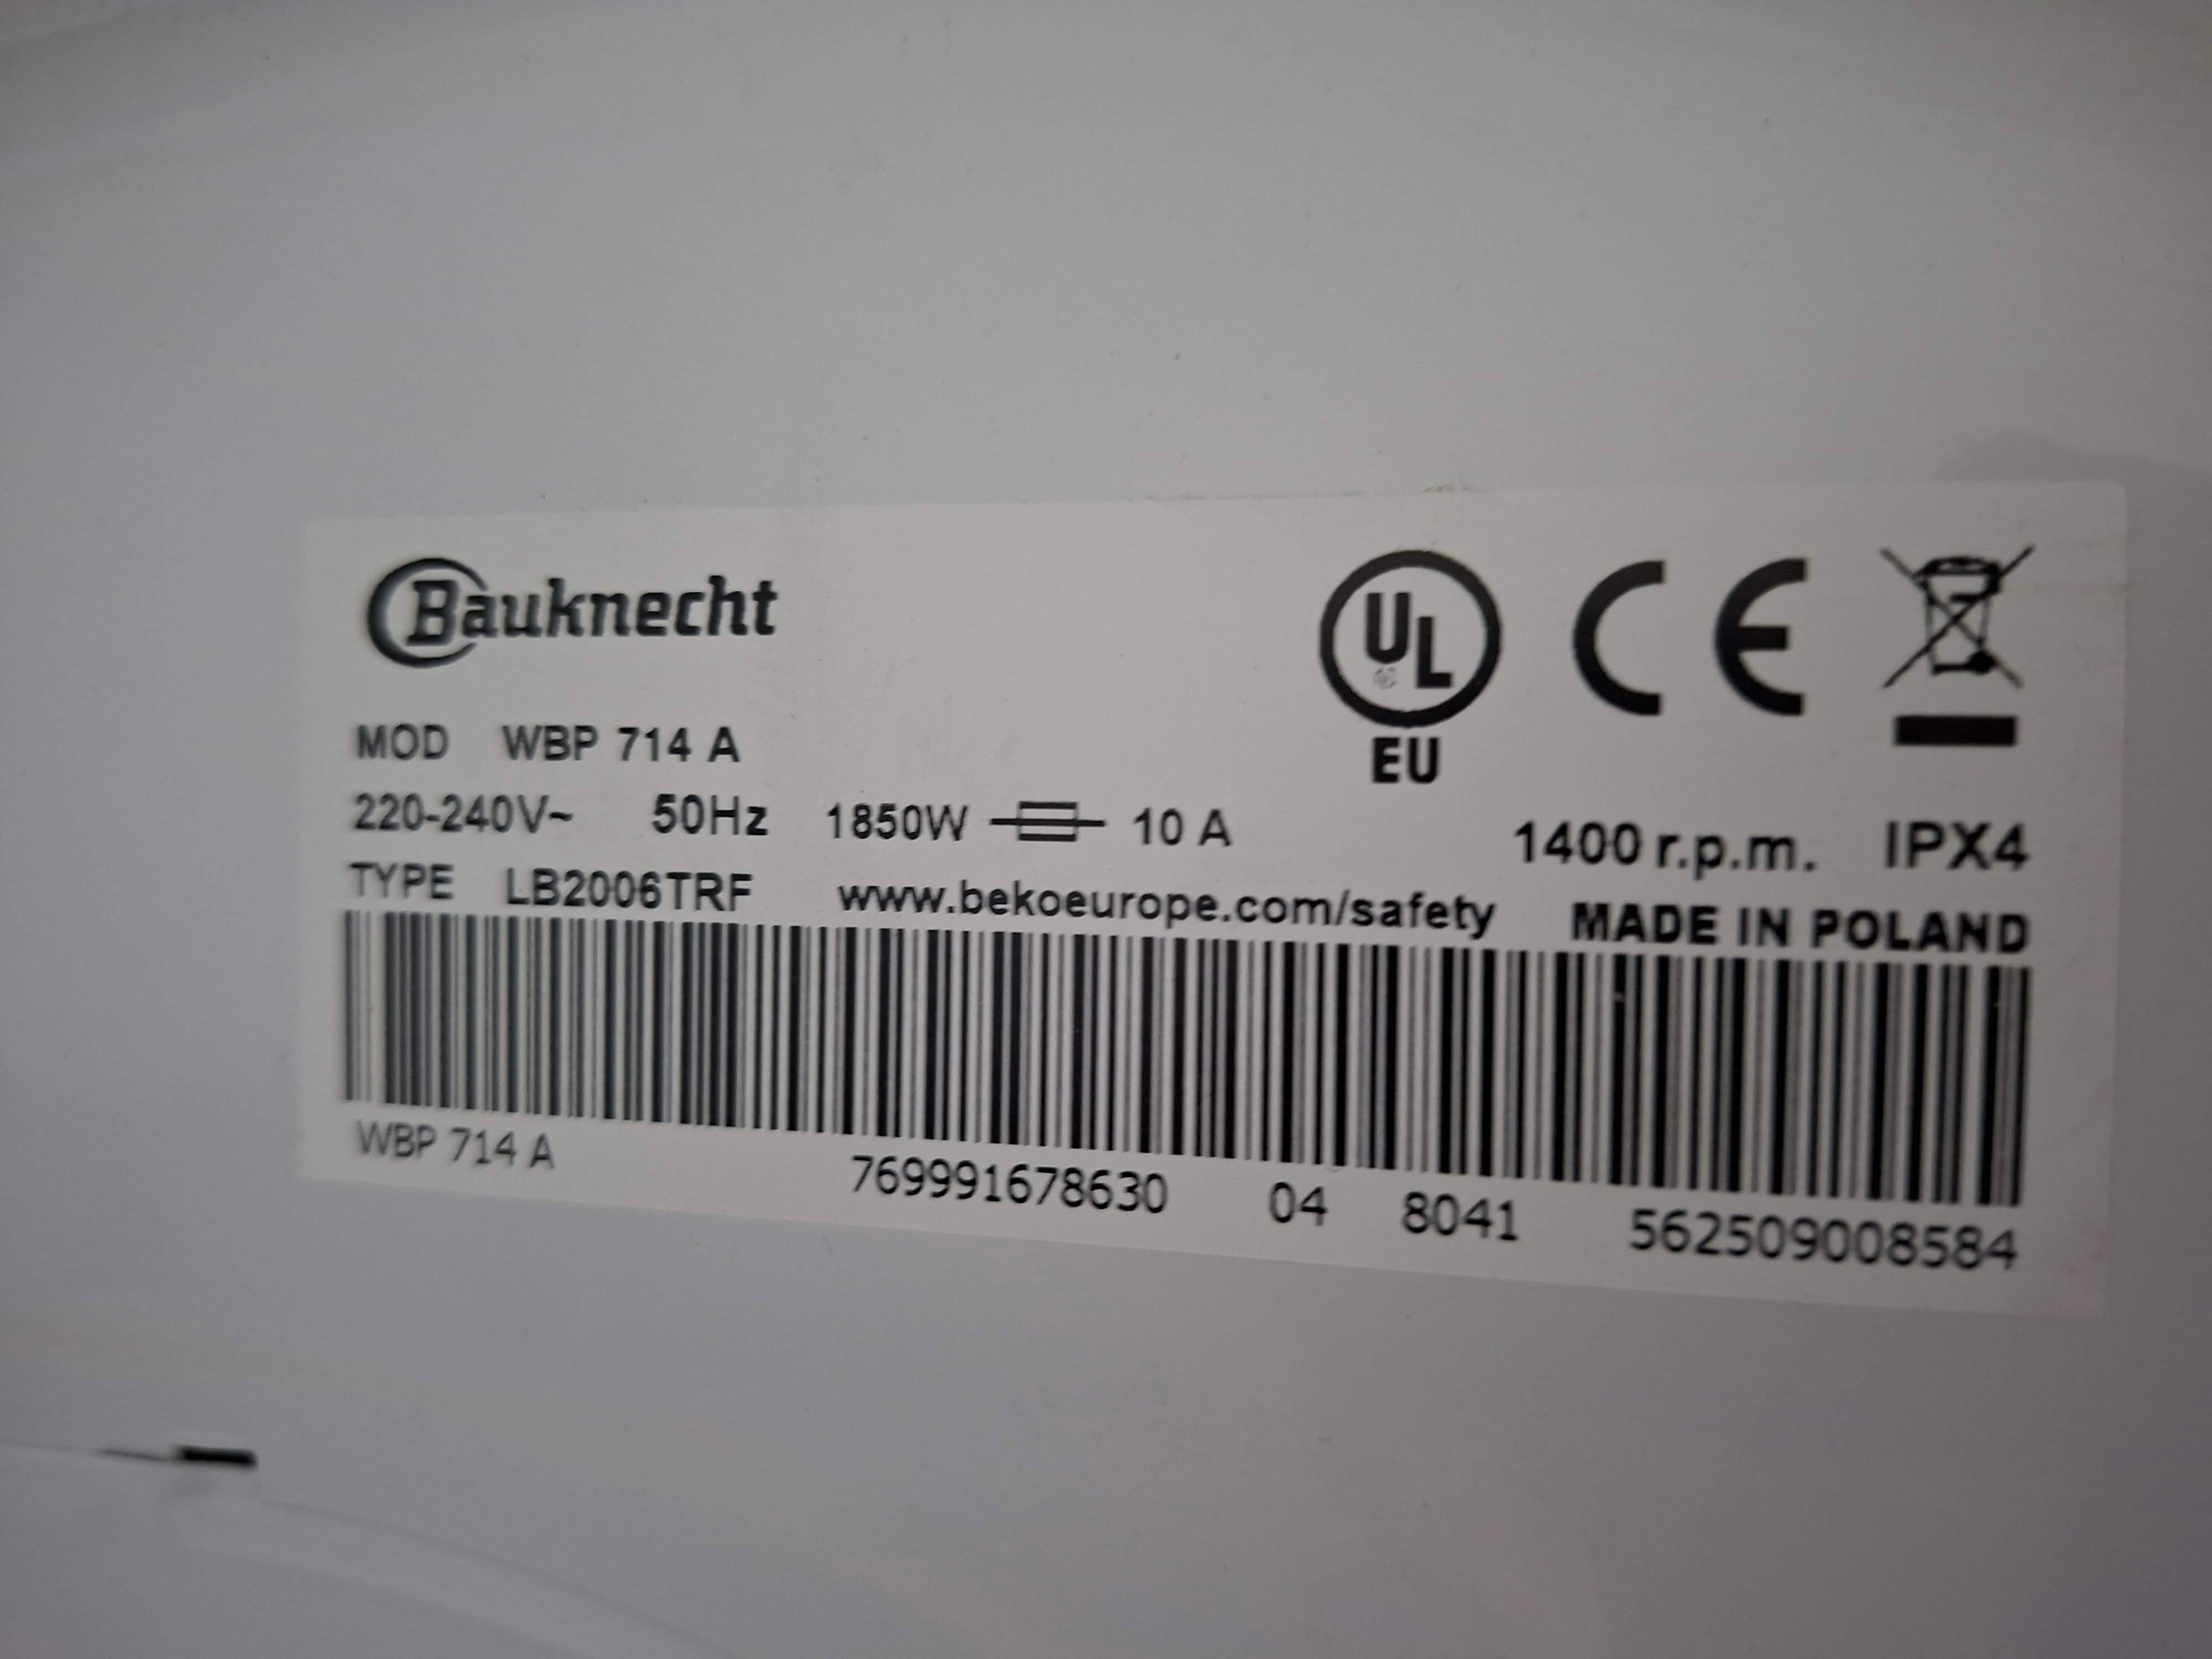 Bauknecht
UL
CE
EU
MOD WBP 714 A
220-240V~ 50Hz 1850W 10 A 1400 r.p.m. IPX4
TYPE LB2006TRF www.bekoeurope.com/safety MADE IN POLAND
WBP 714 A 769991678630 04 8041 562509008584